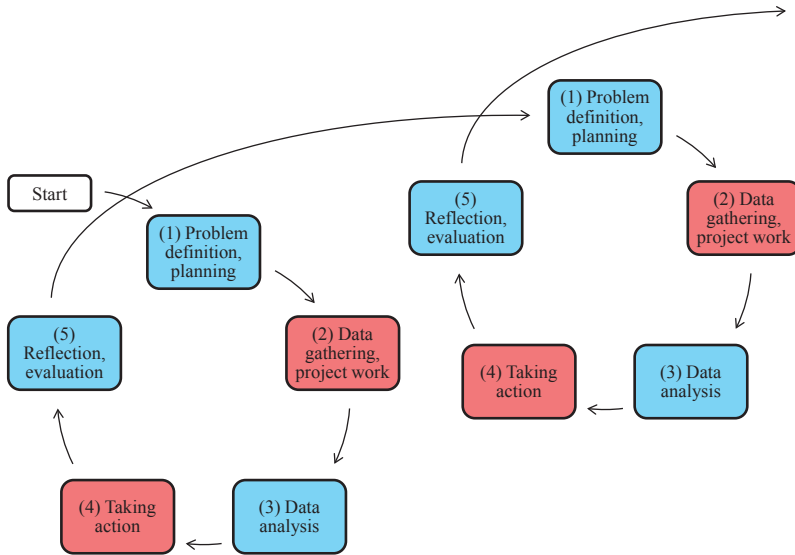 Start
(1) Problem
definition,
planning
(2) Data
gathering,
project work
(3) Data
analysis
(4) Taking
action
(5)
Reflection,
evaluation
(1) Problem
definition,
planning
(2) Data
gathering,
project work
(3) Data
analysis
(4) Taking
action
(5)
Reflection,
evaluation